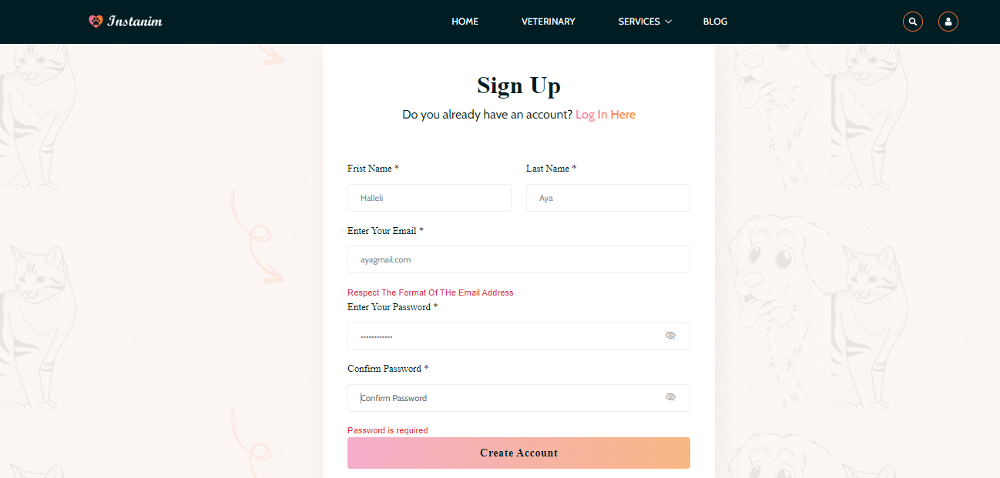 Instanim
HOME
VETERINARY
SERVICES
BLOG
Sign Up
Do you already have an account? Log In Here
Frist Name *
Last Name *
Halleli
Aya
Enter Your Email *
ayagmail.com
Respect The Format Of THe Email Address
Enter Your Password *
············
Confirm Password *
Confirm Password
Password is required
Create Account